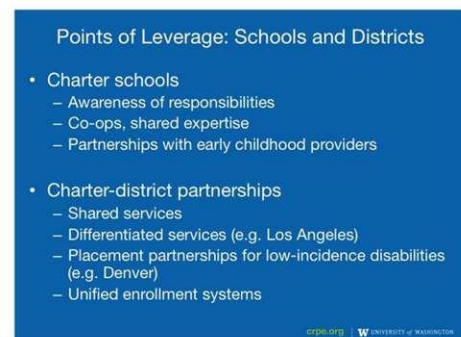 Points of Leverage: Schools and Districts
• Charter schools
– Awareness of responsibilities
– Co-ops, shared expertise
– Partnerships with early childhood providers
• Charter-district partnerships
– Shared services
– Differentiated services (e.g. Los Angeles)
– Placement partnerships for low-incidence disabilities
(e.g. Denver)
– Unified enrollment systems
crpe.org | W UNIVERSITY of WASHINGTON